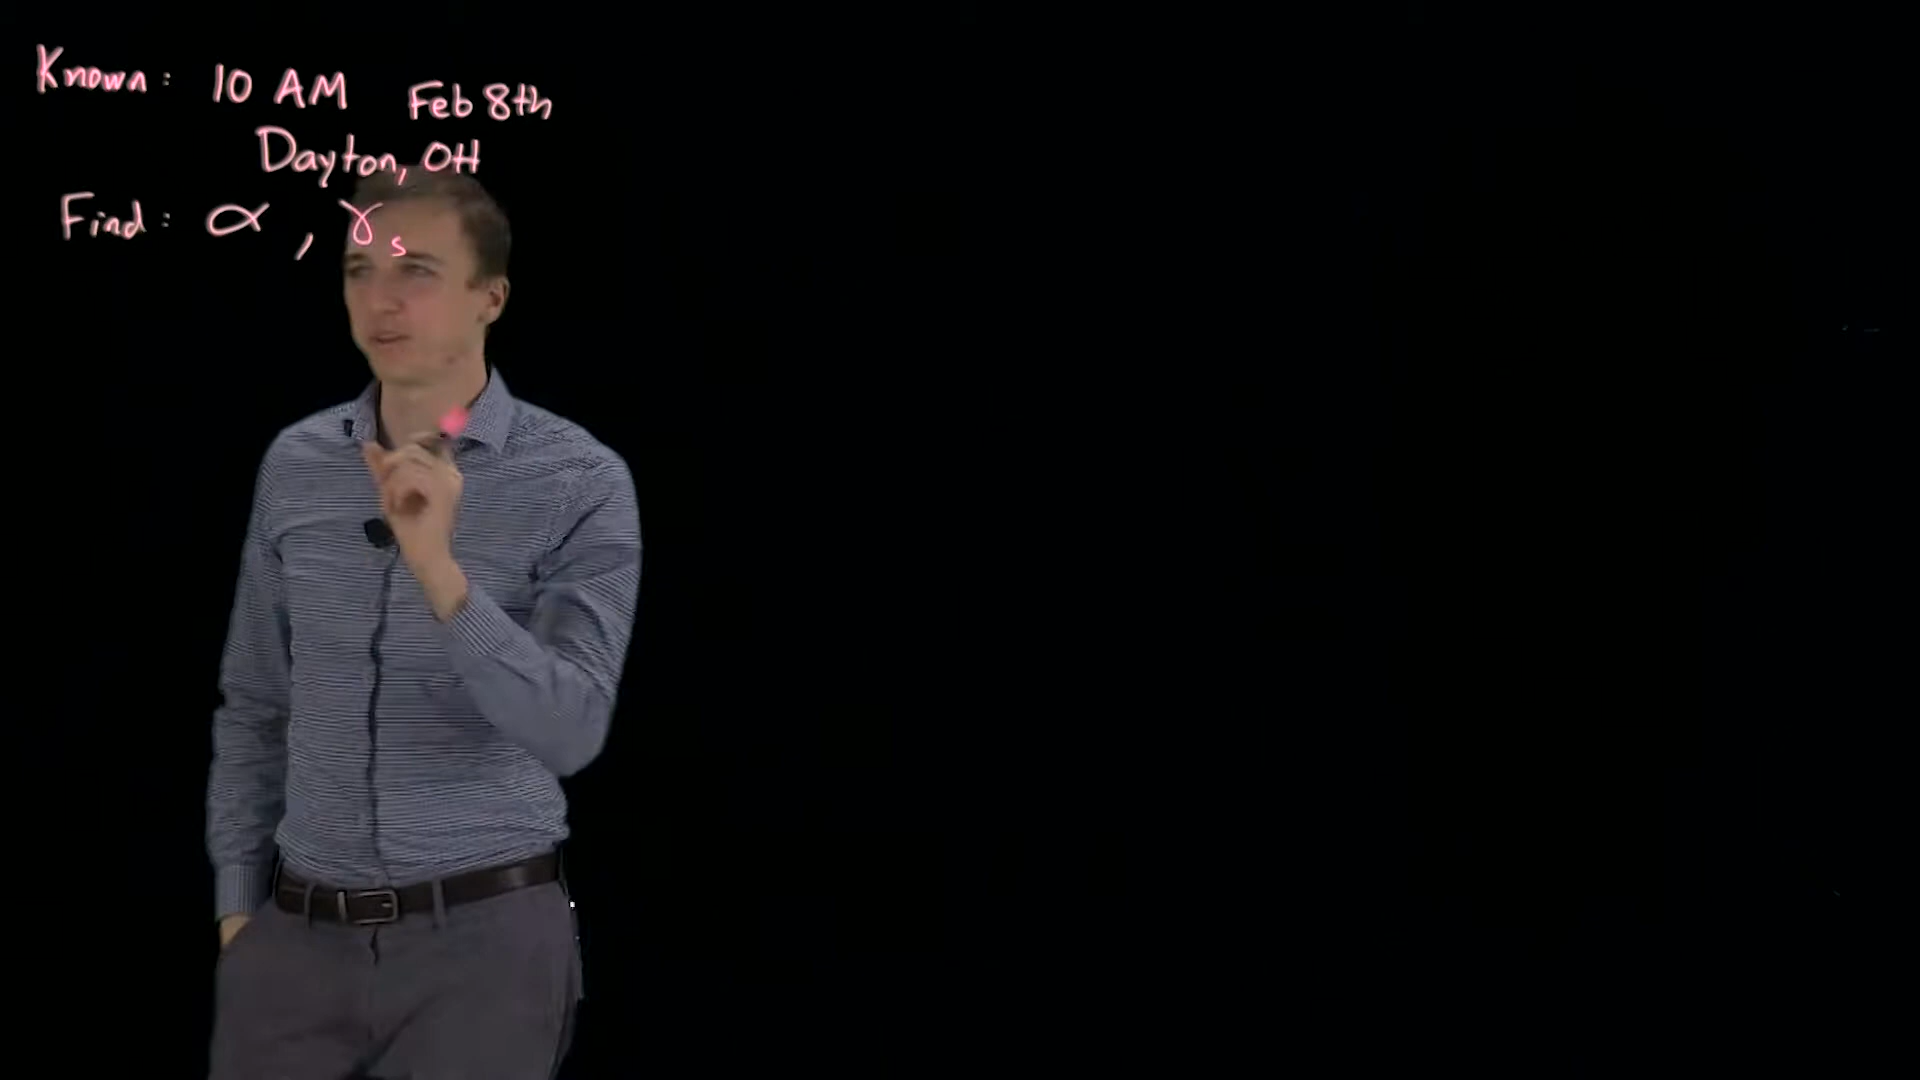 Known: 10 AM Feb 8th
Dayton, OH
Find: α, γs